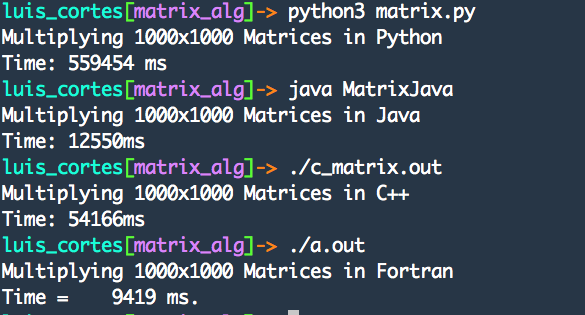 luis_cortes[matrix_alg]-> python3 matrix.py
Multiplying 1000x1000 Matrices in Python
Time: 559454 ms
luis_cortes[matrix_alg]-> java MatrixJava
Multiplying 1000x1000 Matrices in Java
Time: 12550ms
luis_cortes[matrix_alg]-> ./c_matrix.out
Multiplying 1000x1000 Matrices in C++
Time: 54166ms
luis_cortes[matrix_alg]-> ./a.out
Multiplying 1000x1000 Matrices in Fortran
Time =    9419 ms.